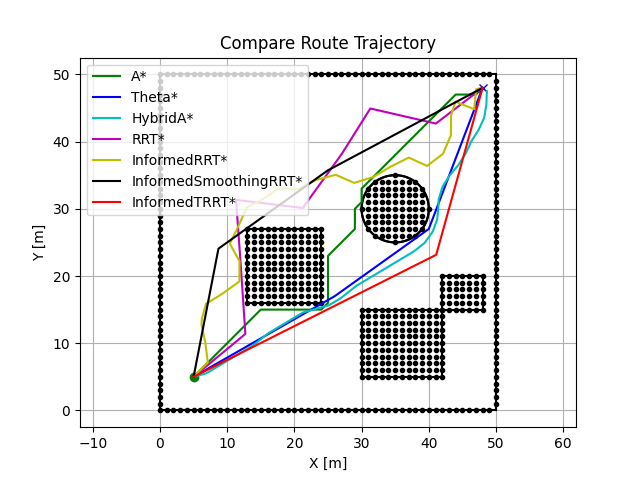 Compare Route Trajectory
A*
Theta*
HybridA*
RRT*
InformedRRT*
InformedSmoothingRRT*
InformedTRRT*
50
40
30
20
10
0
Y [m]
−10 0 10 20 30 40 50 60
X [m]